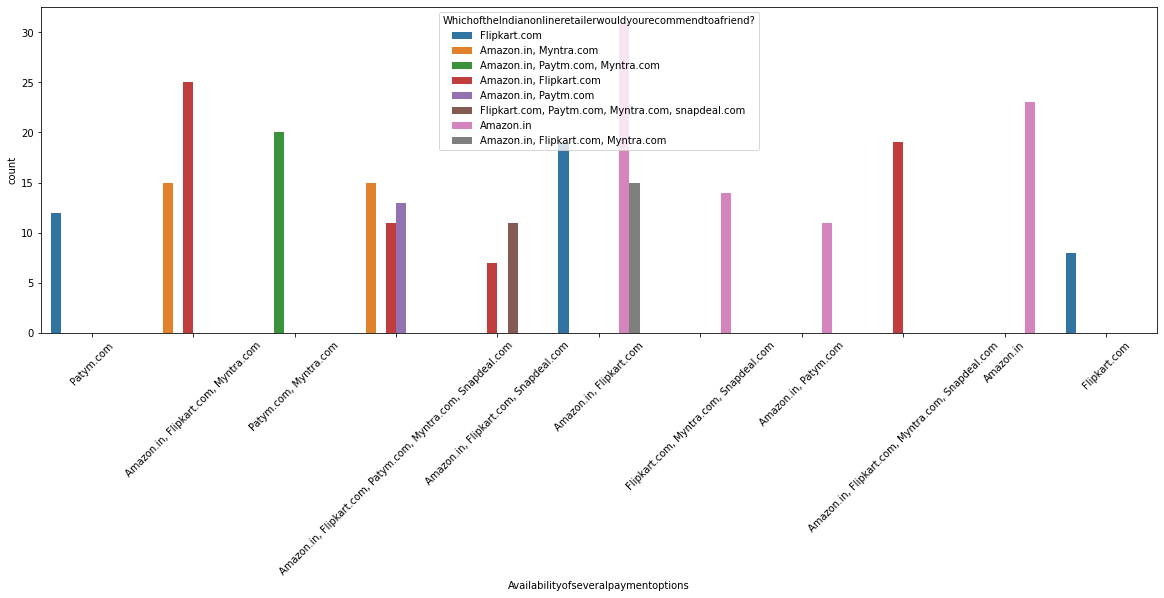 WhichoftheIndianonlineretailerwouldyourecommendtoafriend?
Flipkart.com
Amazon.in, Myntra.com
Amazon.in, Paytm.com, Myntra.com
Amazon.in, Flipkart.com
Amazon.in, Paytm.com
Flipkart.com, Paytm.com, Myntra.com, snapdeal.com
Amazon.in
Amazon.in, Flipkart.com, Myntra.com
count
30
25
20
15
10
5
0
Patym.com
Amazon.in, Flipkart.com, Myntra.com
Patym.com, Myntra.com
Amazon.in, Flipkart.com, Patym.com, Myntra.com, Snapdeal.com
Amazon.in, Flipkart.com, Snapdeal.com
Amazon.in, Flipkart.com
Flipkart.com, Myntra.com, Snapdeal.com
Amazon.in, Patym.com
Amazon.in, Flipkart.com, Myntra.com, Snapdeal.com
Amazon.in
Flipkart.com
Availabilityofseveralpaymentoptions